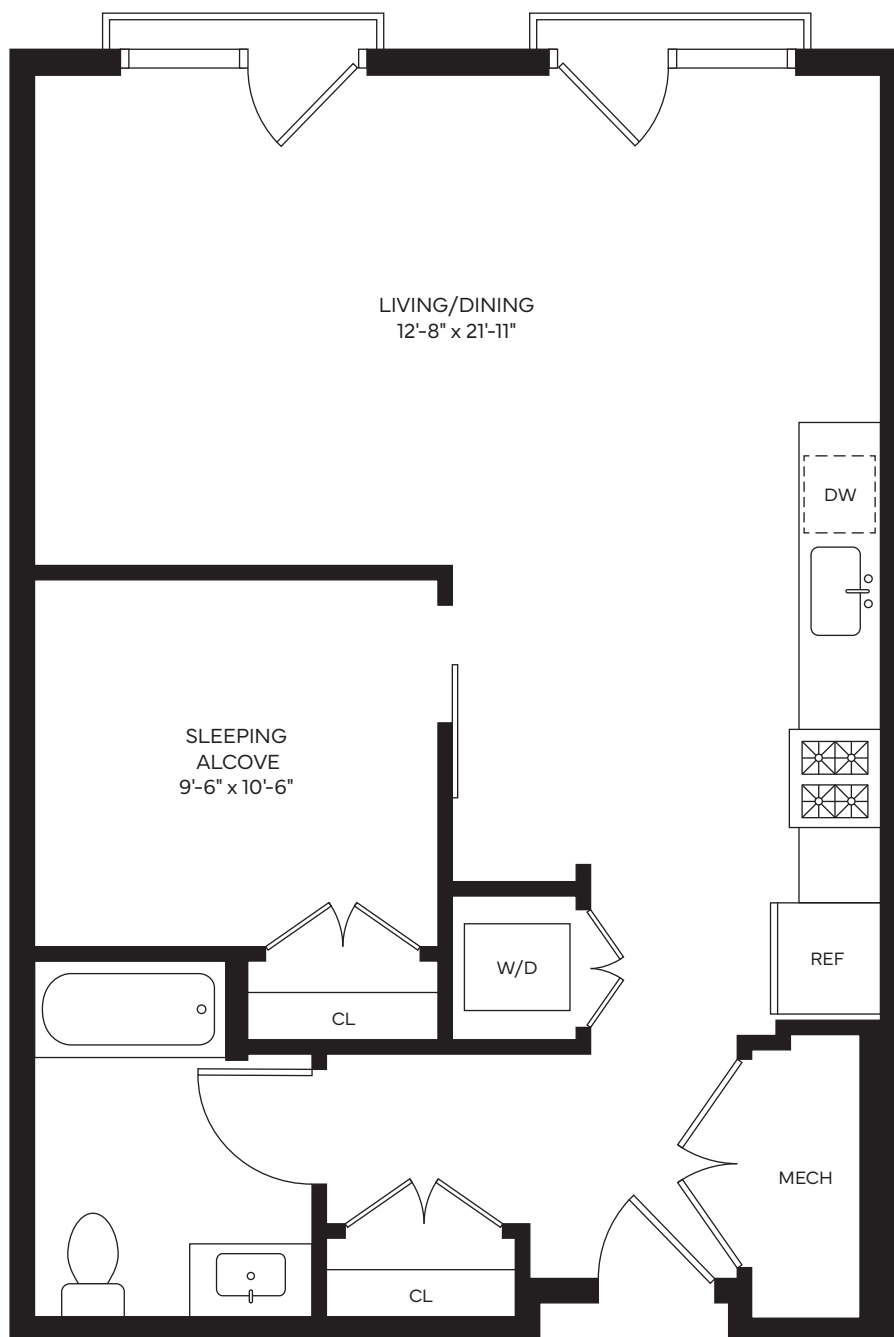 LIVING/DINING
12'-8" x 21'-11"
DW
SLEEPING
ALCOVE
9'-6" x 10'-6"
W/D
REF
CL
MECH
CL